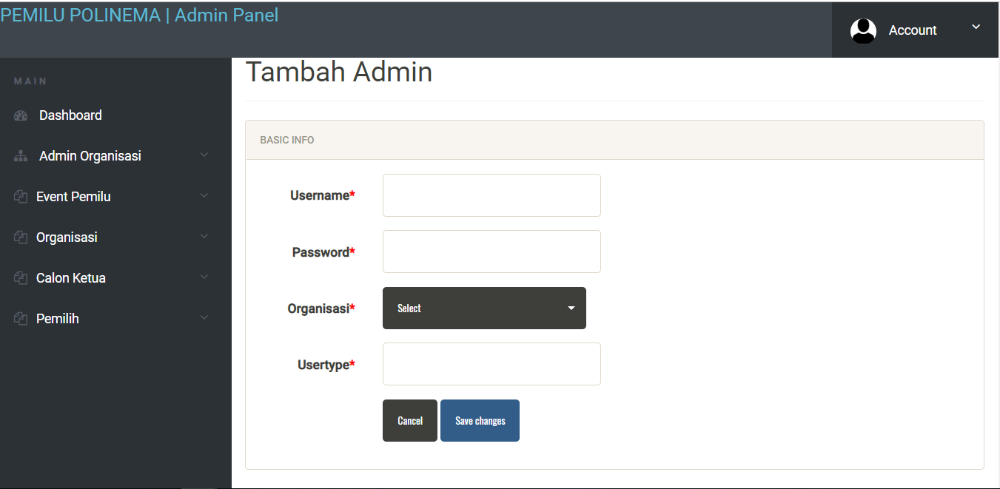 PEMILU POLINEMA | Admin Panel
Account
MAIN
Dashboard
Admin Organisasi
Event Pemilu
Organisasi
Calon Ketua
Pemilih
Tambah Admin
BASIC INFO
Username*
Password*
Organisasi*
Select
Usertype*
Cancel
Save changes